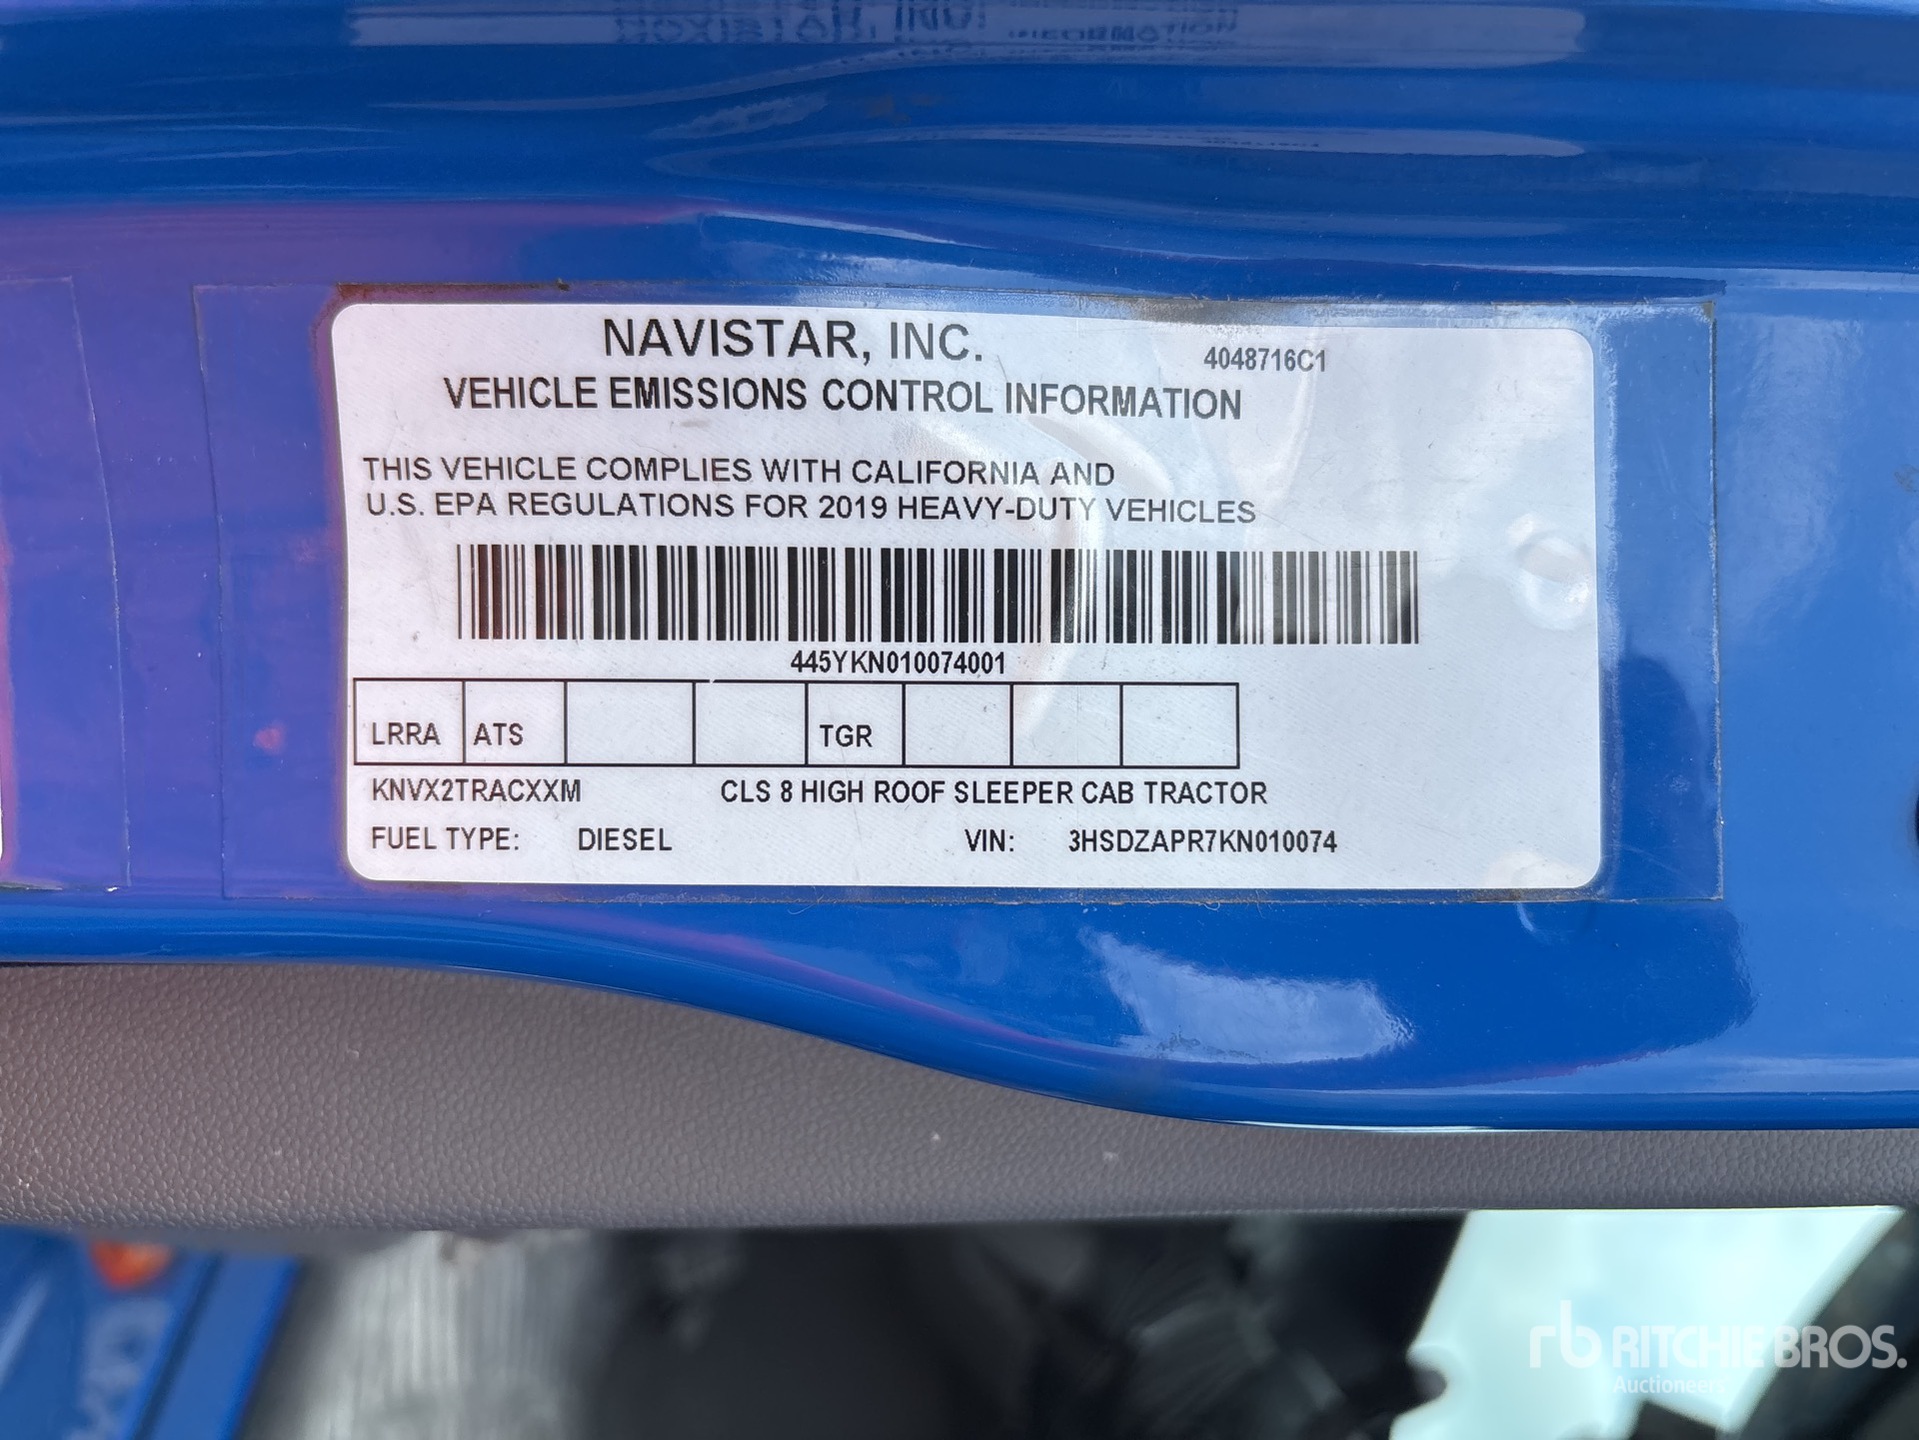 NAVISTAR, INC.
4048716C1
VEHICLE EMISSIONS CONTROL INFORMATION
THIS VEHICLE COMPLIES WITH CALIFORNIA AND
U.S. EPA REGULATIONS FOR 2019 HEAVY-DUTY VEHICLES
445YKN010074001
LRRA ATS TGR
KNVX2TRACXXM CLS 8 HIGH ROOF SLEEPER CAB TRACTOR
FUEL TYPE: DIESEL VIN: 3HSDZAPR7KN010074
rb RITCHIE BROS.
Auctioneers